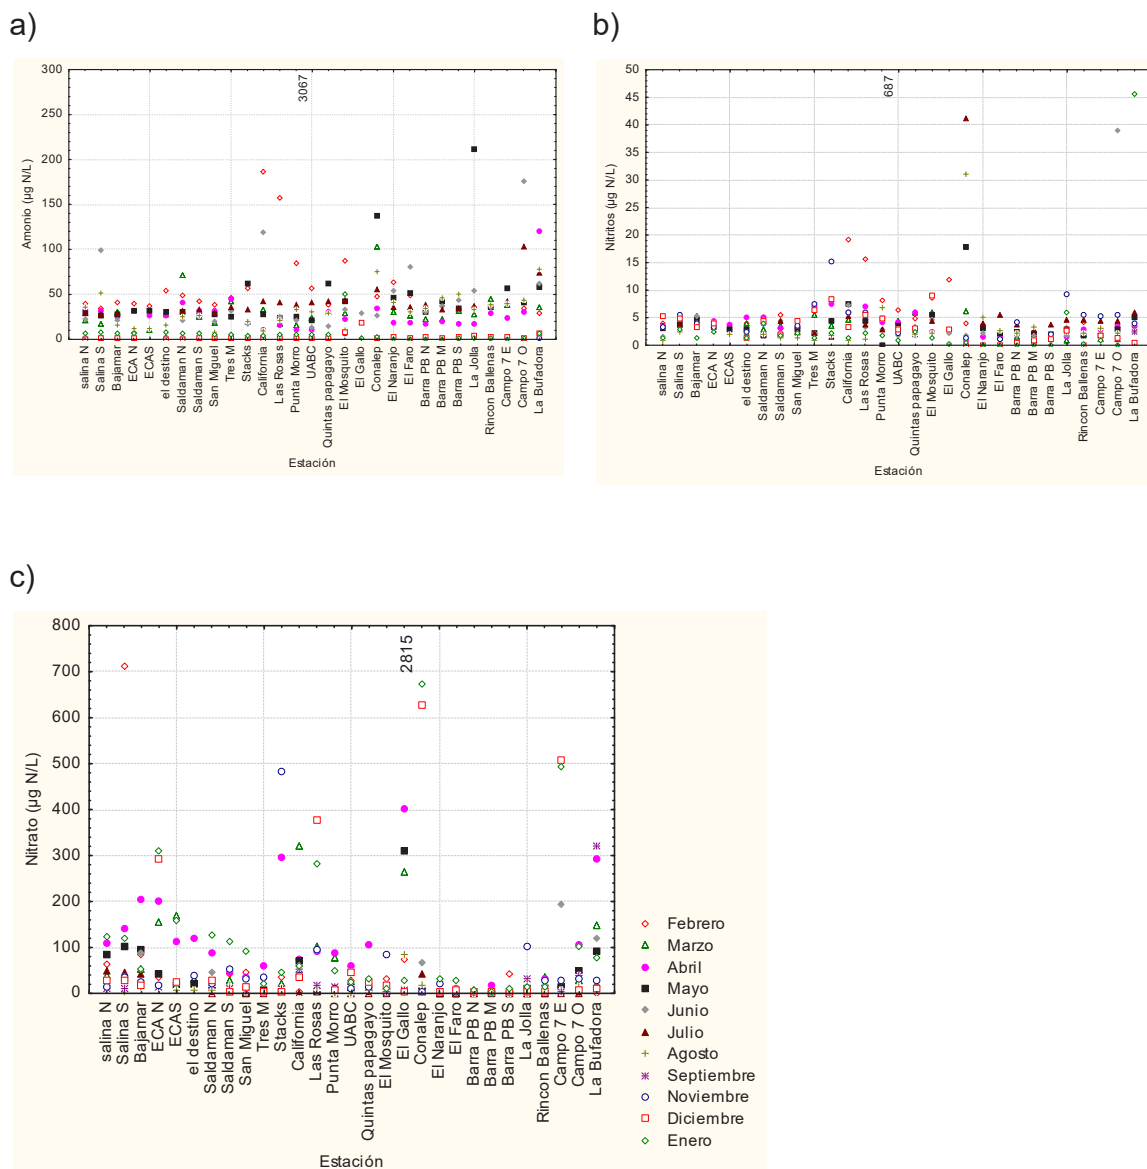 a)
300
250
200
150
100
50
0
Amonio (µg N/L)
3067
salina N
Salina S
Bajamar
ECA N
ECAS
el destino
Saldaman N
Saldaman S
San Miguel
Tres M
Stacks
California
Las Rosas
Punta Morro
UABC
Quintas papagayo
El Mosquito
El Gallo
Conalep
El Naranjo
El Faro
Barra PB N
Barra PB M
Barra PB S
La Jolla
Rincon Ballenas
Campo 7 E
Campo 7 O
La Bufadora
Estación
b)
50
45
40
35
30
25
20
15
10
5
0
Nitritos (µg N/L)
687
salina N
Salina S
Bajamar
ECA N
ECAS
el destino
Saldaman N
Saldaman S
San Miguel
Tres M
Stacks
California
Las Rosas
Punta Morro
UABC
Quintas papagayo
El Mosquito
El Gallo
Conalep
El Naranjo
El Faro
Barra PB N
Barra PB M
Barra PB S
La Jolla
Rincon Ballenas
Campo 7 E
Campo 7 O
La Bufadora
Estación
c)
800
700
600
500
400
300
200
100
0
Nitrato (µg N/L)
2815
salina N
Salina S
Bajamar
ECA N
ECAS
el destino
Saldaman N
Saldaman S
San Miguel
Tres M
Stacks
California
Las Rosas
Punta Morro
UABC
Quintas papagayo
El Mosquito
El Gallo
Conalep
El Naranjo
El Faro
Barra PB N
Barra PB M
Barra PB S
La Jolla
Rincon Ballenas
Campo 7 E
Campo 7 O
La Bufadora
Estación
Febrero
Marzo
Abril
Mayo
Junio
Julio
Agosto
Septiembre
Noviembre
Diciembre
Enero